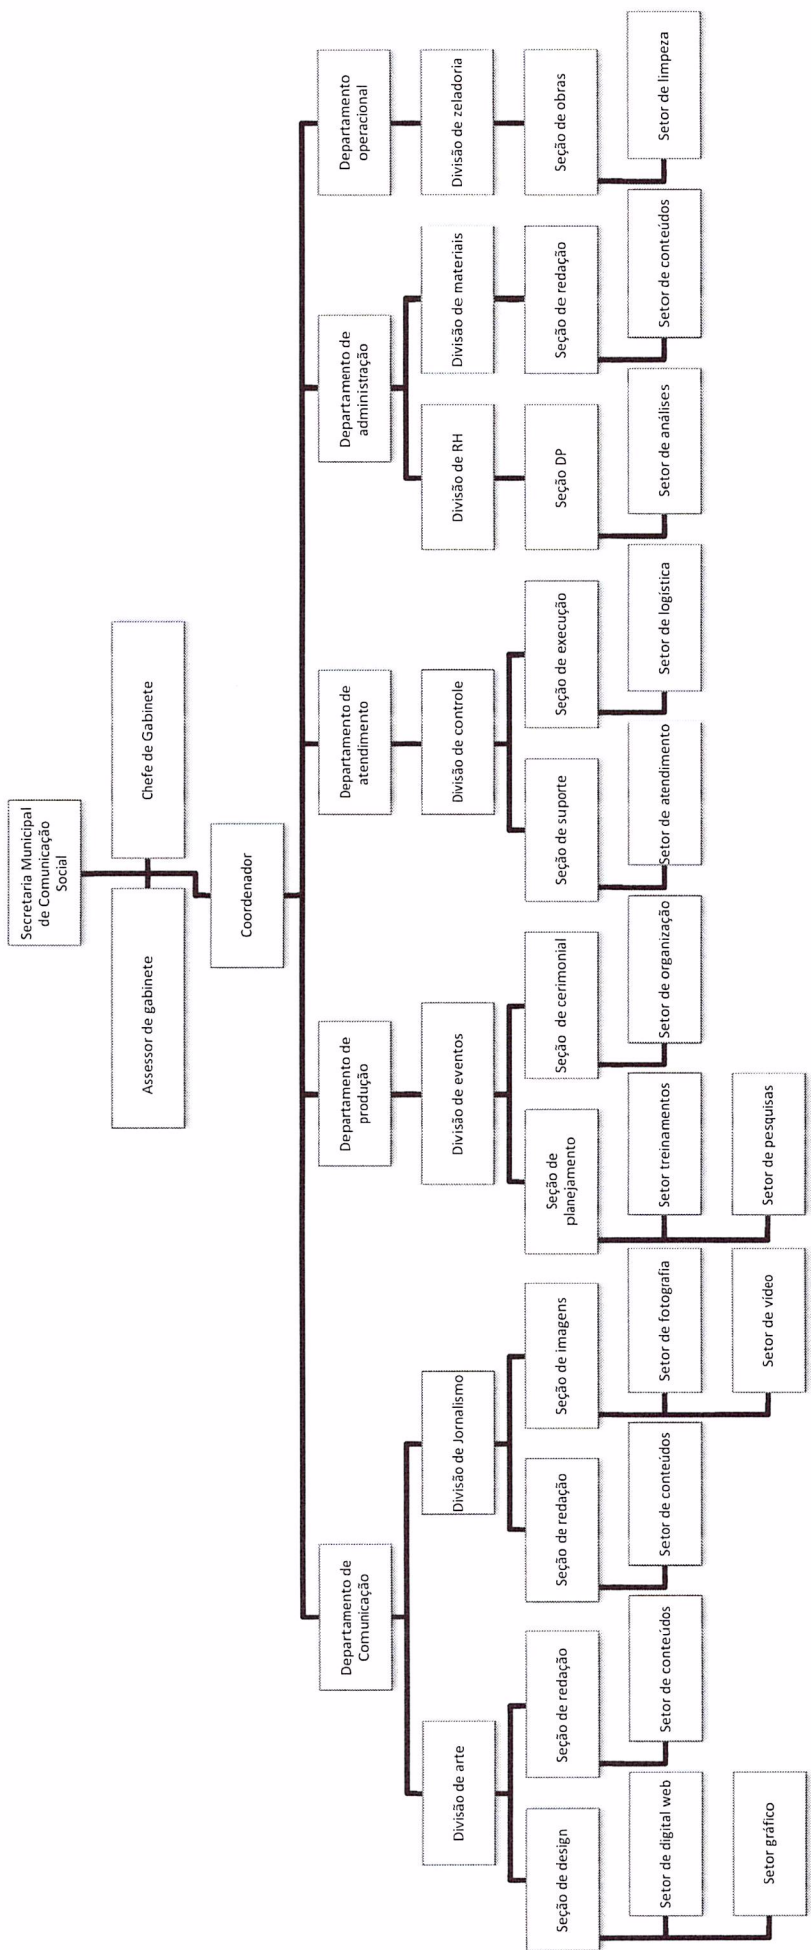 Secretaria Municipal
de Comunicação
Social
Assessor de gabinete
Chefe de Gabinete
Coordenador
Departamento de
Comunicação
Departamento de
produção
Departamento de
atendimento
Departamento de
administração
Departamento
operacional
Divisão de arte
Divisão de Jornalismo
Divisão de eventos
Divisão de controle
Divisão de RH
Divisão de materiais
Divisão de zeladoria
Seção de design
Seção de redação
Seção de redação
Seção de imagens
Seção de
planejamento
Seção de cerimonial
Seção de suporte
Seção de execução
Seção DP
Seção de redação
Seção de obras
Setor de digital web
Setor de conteúdos
Setor de conteúdos
Setor de fotografia
Setor treinamentos
Setor de organização
Setor de atendimento
Setor de logística
Setor de análises
Setor de conteúdos
Setor de limpeza
Setor gráfico
Setor de vídeo
Setor de pesquisas